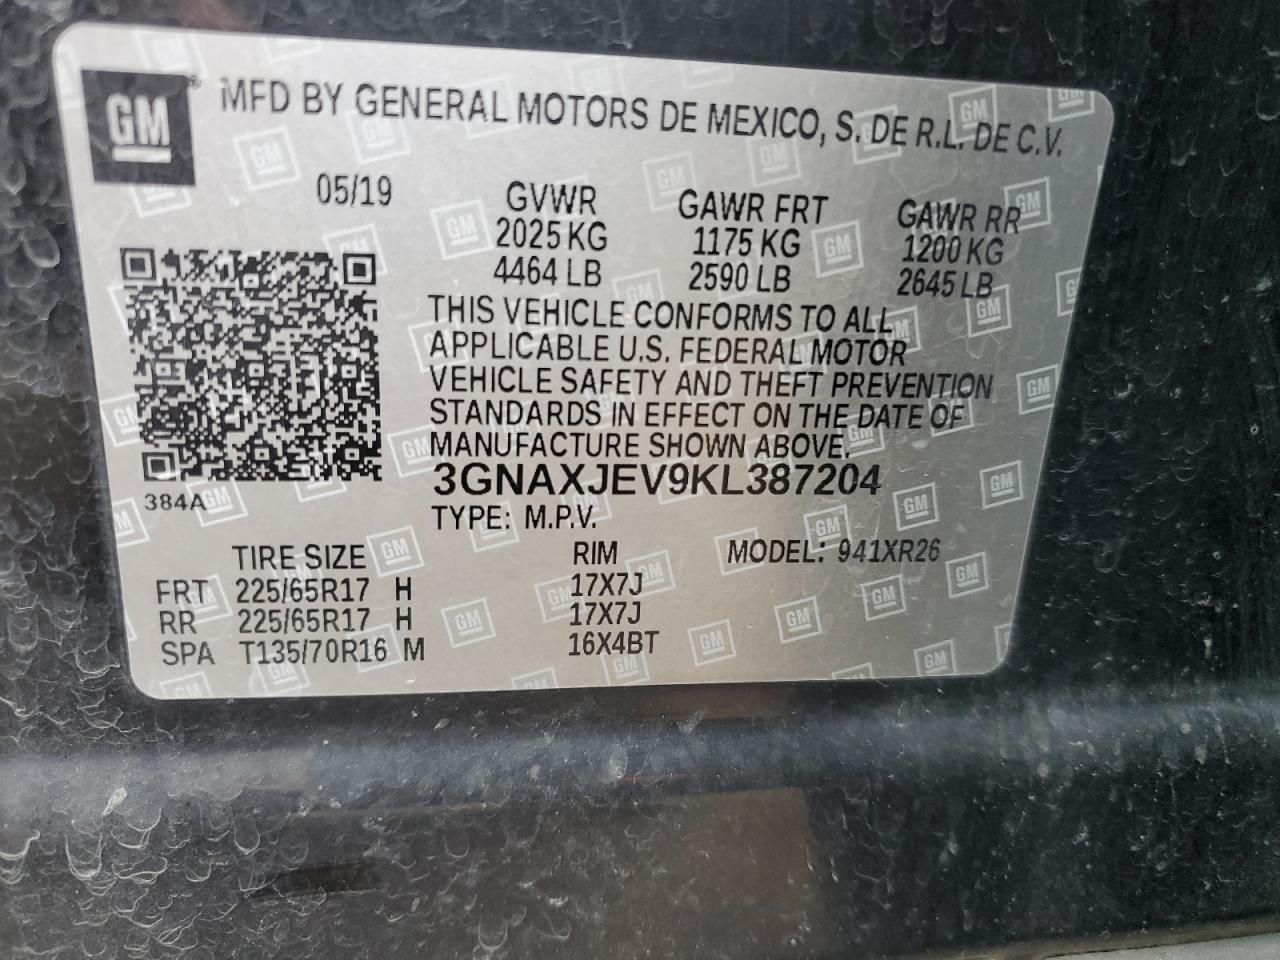 GM® MFD BY GENERAL MOTORS DE MEXICO, S. DE R.L. DE C.V.
05/19
GVWR GAWR FRT GAWR RR
2025 KG 1175 KG 1200 KG
4464 LB 2590 LB 2645 LB
THIS VEHICLE CONFORMS TO ALL
APPLICABLE U.S. FEDERAL MOTOR
VEHICLE SAFETY AND THEFT PREVENTION
STANDARDS IN EFFECT ON THE DATE OF
MANUFACTURE SHOWN ABOVE.
3GNAXJEV9KL387204
384A
TYPE: M.P.V.
TIRE SIZE RIM MODEL: 941XR26
FRT 225/65R17 H 17X7J
RR 225/65R17 H 17X7J
SPA T135/70R16 M 16X4BT